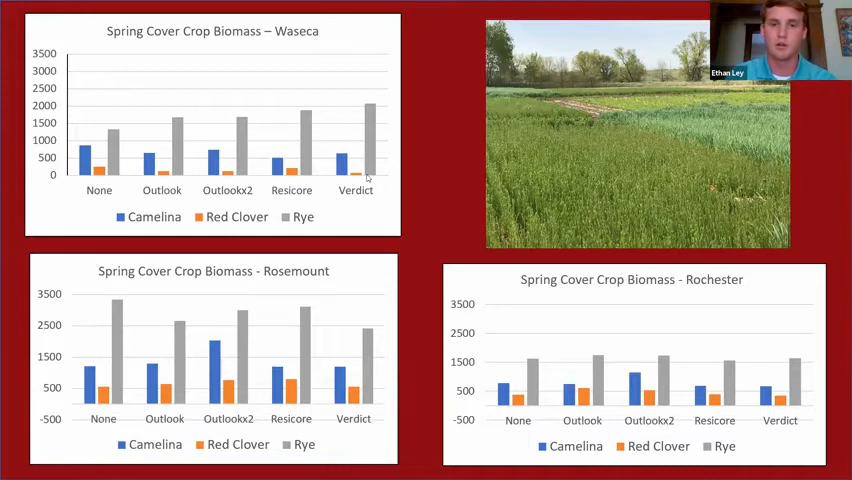 Spring Cover Crop Biomass – Waseca
3500
3000
2500
2000
1500
1000
500
0
None Outlook Outlookx2 Resicore Verdict
Camelina Red Clover Rye
Ethan Ley
Spring Cover Crop Biomass - Rosemount
3500
2500
1500
500
-500
None Outlook Outlookx2 Resicore Verdict
Camelina Red Clover Rye
Spring Cover Crop Biomass - Rochester
3500
2500
1500
500
-500
None Outlook Outlookx2 Resicore Verdict
Camelina Red Clover Rye